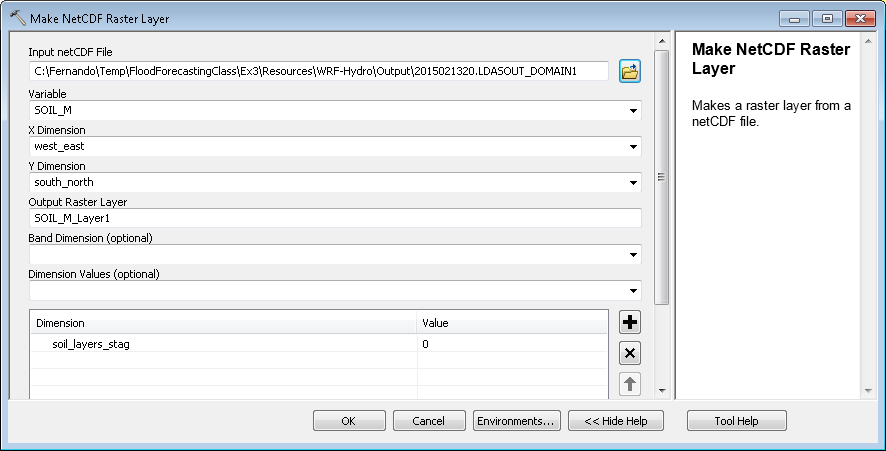 Make NetCDF Raster Layer
Input netCDF File
C:\Fernando\Temp\FloodForecastingClass\Ex3\Resources\WRF-Hydro\Output\2015021320.LDASOUT_DOMAIN1
Variable
SOIL_M
X Dimension
west_east
Y Dimension
south_north
Output Raster Layer
SOIL_M_Layer1
Band Dimension (optional)
Dimension Values (optional)
Dimension Value
soil_layers_stag 0
OK Cancel Environments... << Hide Help Tool Help
Make NetCDF Raster
Layer
Makes a raster layer from a
netCDF file.